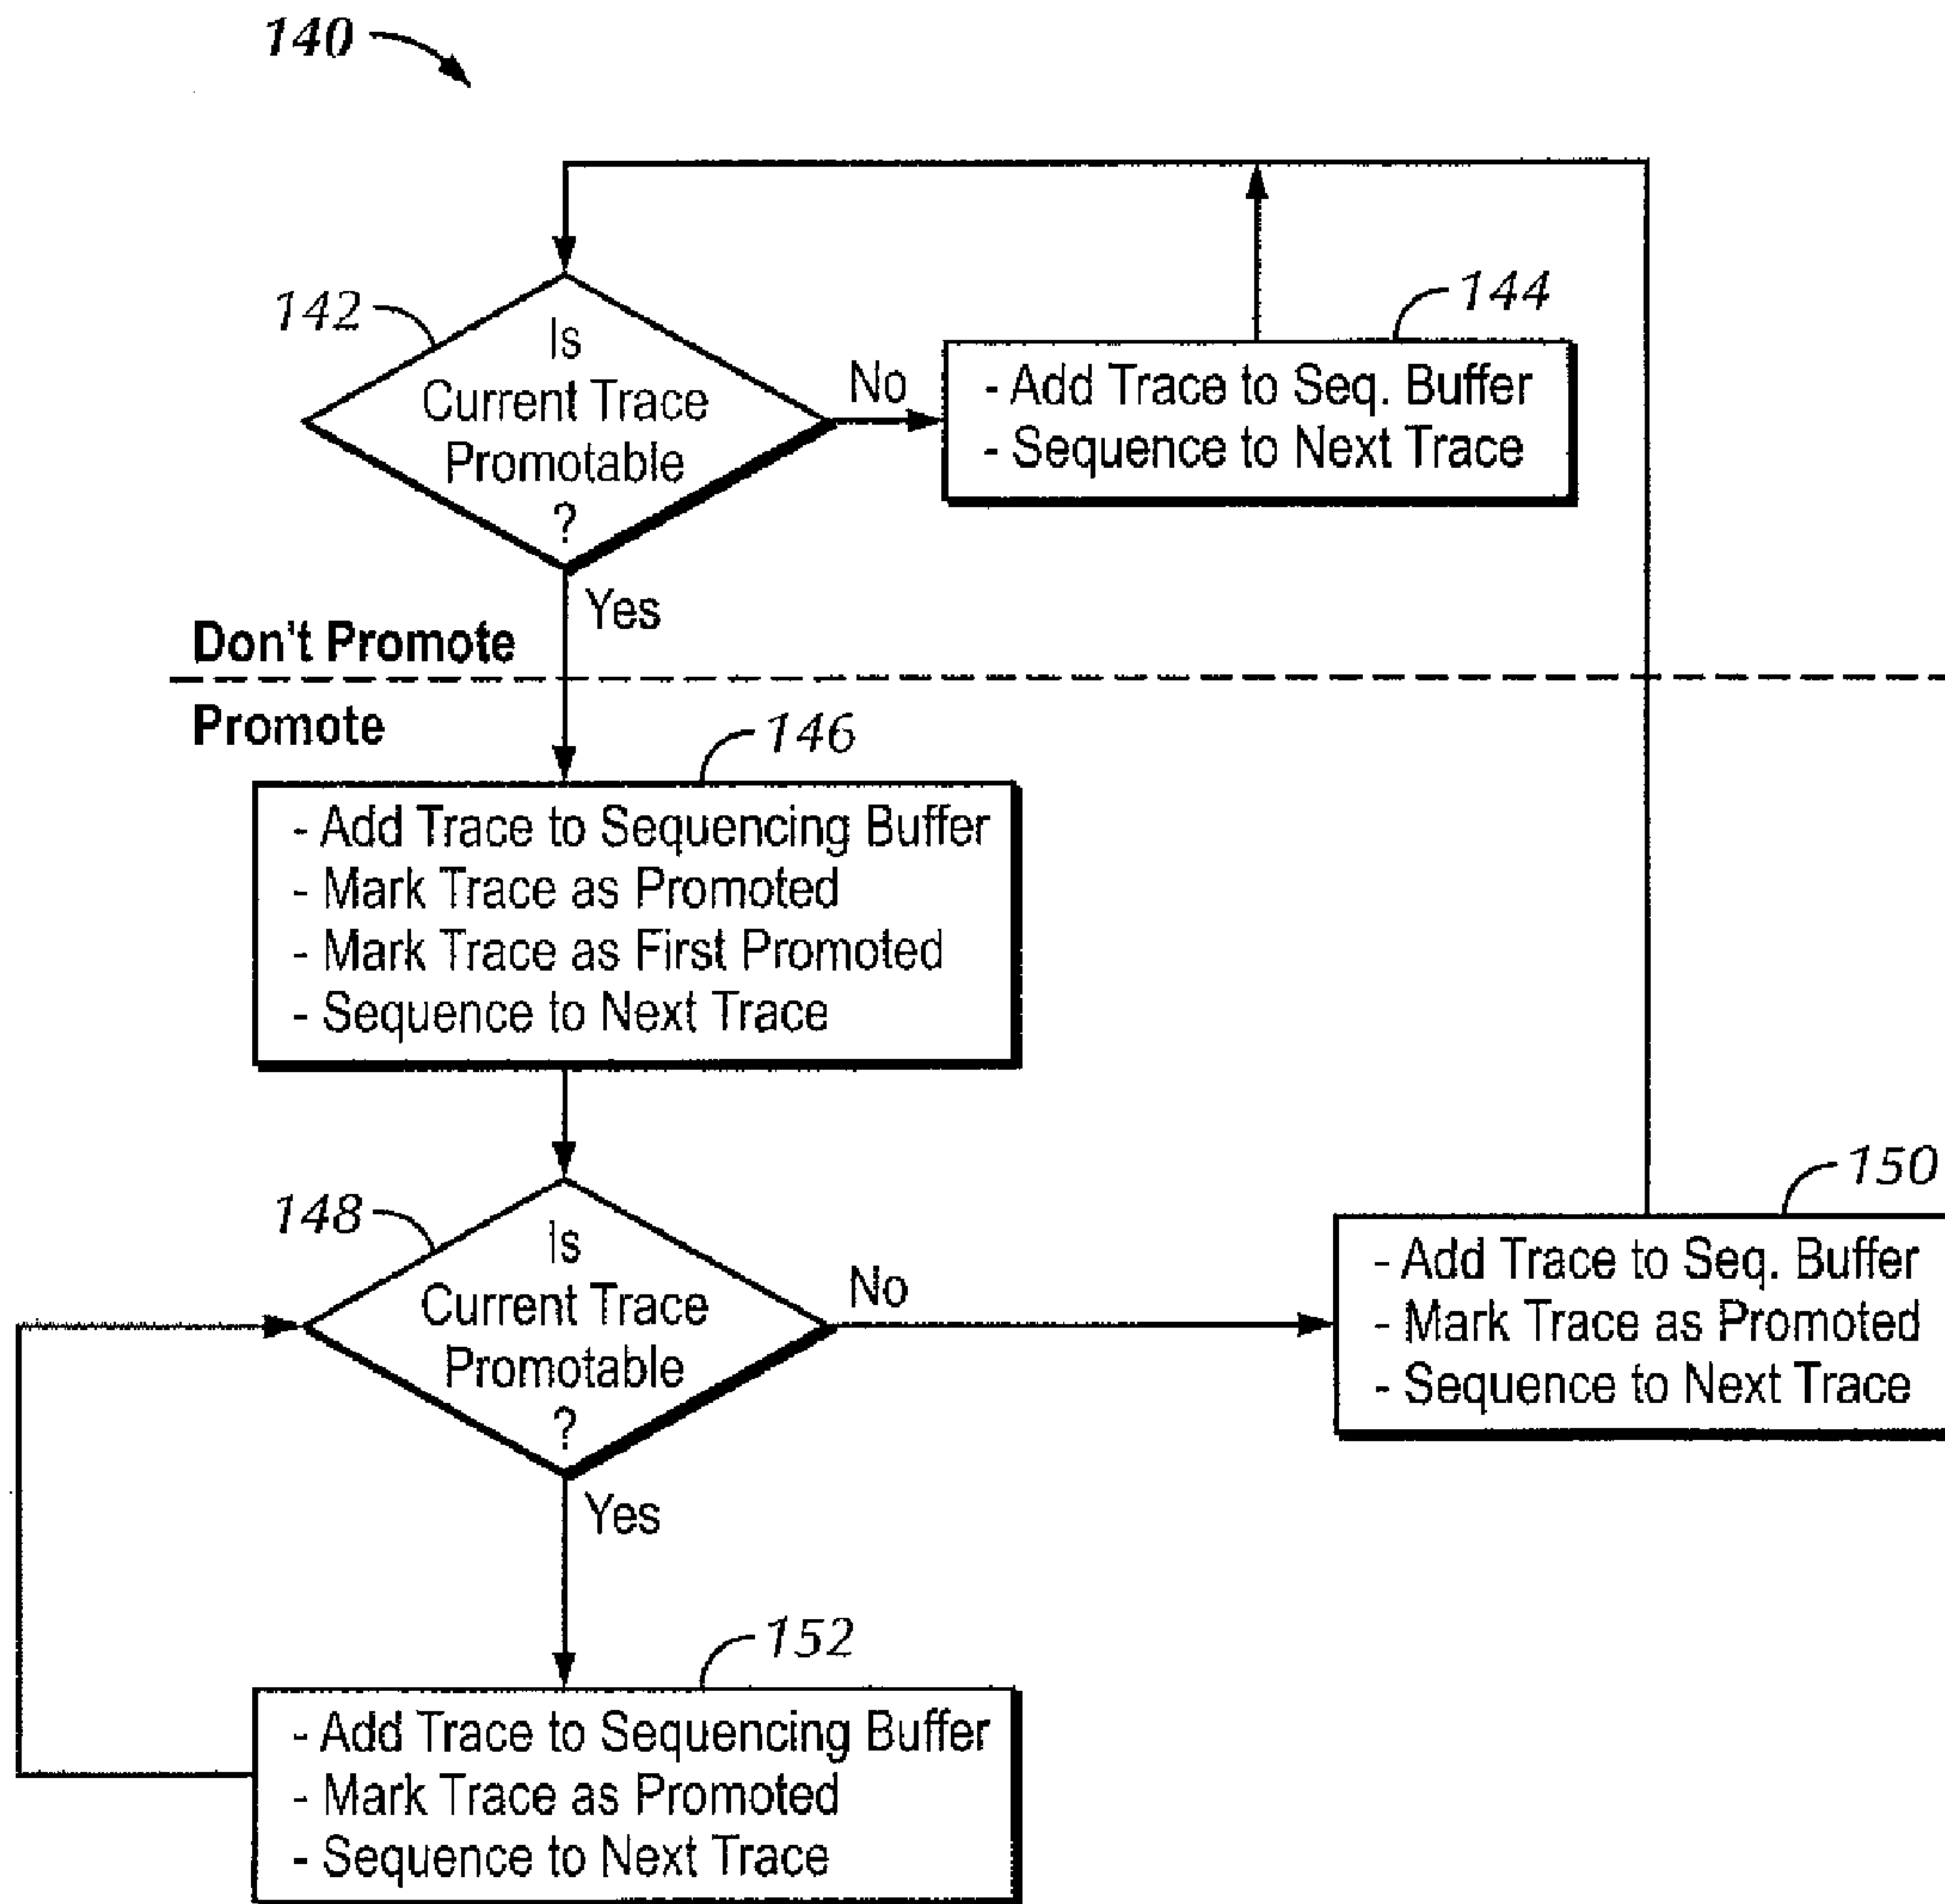 140
142
Is
Current Trace
Promotable
?
No
144
- Add Trace to Seq. Buffer
- Sequence to Next Trace
Yes
Don't Promote
Promote
146
- Add Trace to Sequencing Buffer
- Mark Trace as Promoted
- Mark Trace as First Promoted
- Sequence to Next Trace
148
Is
Current Trace
Promotable
?
No
150
- Add Trace to Seq. Buffer
- Mark Trace as Promoted
- Sequence to Next Trace
Yes
152
- Add Trace to Sequencing Buffer
- Mark Trace as Promoted
- Sequence to Next Trace